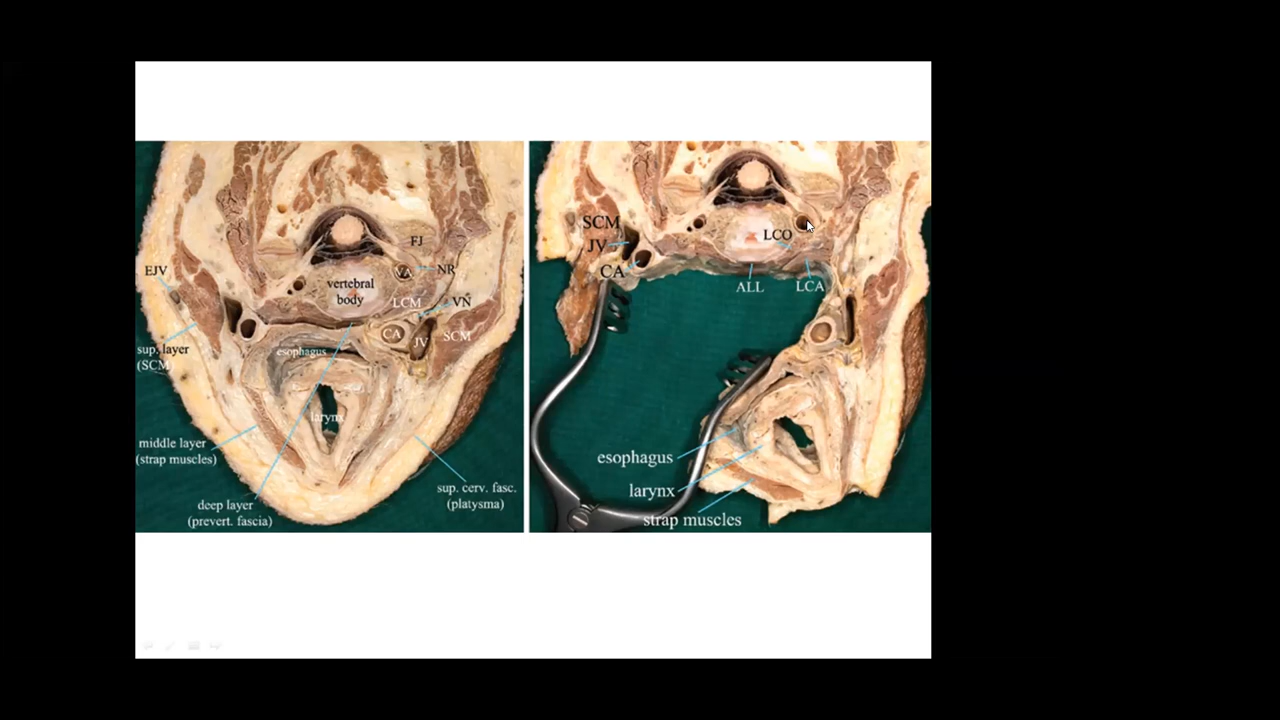 FJ
EJV
VA
NR
vertebral
body
LCM
VN
CA
JV
SCM
sup. layer
(SCM)
esophagus
larynx
middle layer
(strap muscles)
deep layer
(prevert. fascia)
sup. cerv. fasc.
(platysma)
SCM
JV
CA
LCO
ALL
LCA
esophagus
larynx
strap muscles